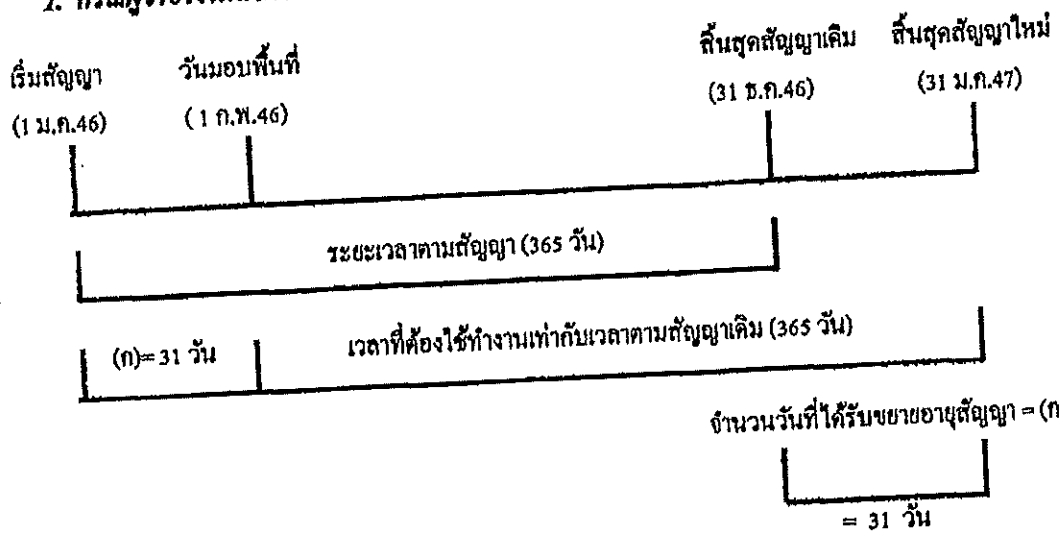 เริ่มสัญญา
(1 ม.ค.46)
วันมอบพื้นที่
( 1 ก.พ.46)
สิ้นสุดสัญญาเดิม
(31 ธ.ค.46)
สิ้นสุดสัญญาใหม่
(31 ม.ค.47)
ระยะเวลาตามสัญญา (365 วัน)
(ก)= 31 วัน
เวลาที่ต้องใช้ทำงานเท่ากับเวลาตามสัญญาเดิม (365 วัน)
จำนวนวันที่ได้รับขยายอายุสัญญา = (ก
= 31 วัน